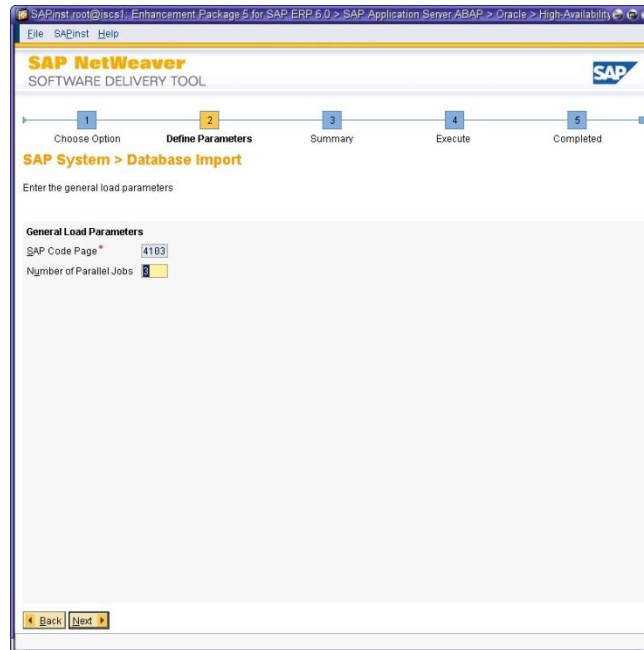 SAPinst root@iscs1: Enhancement Package 5 for SAP ERP 6.0 > SAP Application Server ABAP > Oracle > High-Availability
File SAPinst Help
SAP NetWeaver
SOFTWARE DELIVERY TOOL
SAP
1 2 3 4 5
Choose Option Define Parameters Summary Execute Completed
SAP System > Database Import
Enter the general load parameters
General Load Parameters
SAP Code Page* 4103
Number of Parallel Jobs 3
Back Next